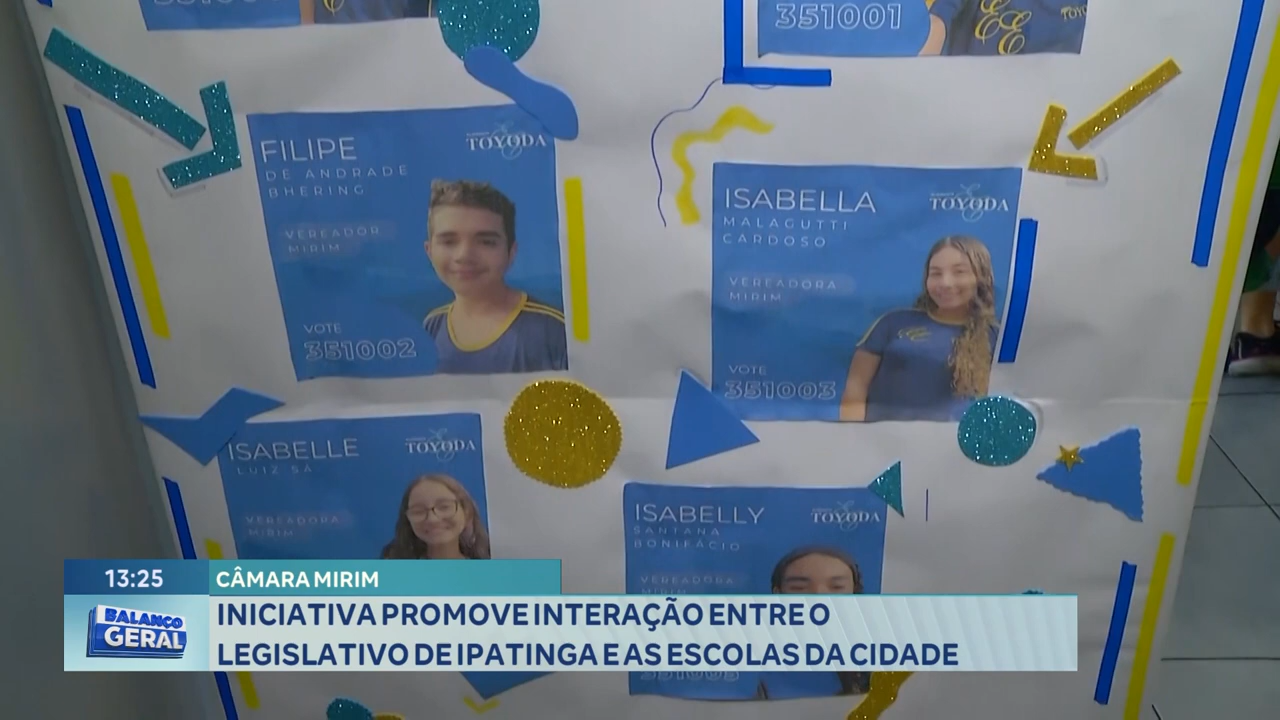 351001
FILIPE
DE ANDRADE
BHERING
TOYODA
VEREADOR
MIRIM
VOTE
351002
ISABELLA
MALAGUTTI
CARDOSO
TOYODA
VEREADORA
MIRIM
VOTE
351003
ISABELLE
LUIZ SÁ
TOYODA
VEREADORA
MIRIM
ISABELLY
SANTANA
BONIFÁCIO
TOYODA
VEREADORA
MIRIM
13:25
CÂMARA MIRIM
BALANÇO
GERAL
INICIATIVA PROMOVE INTERAÇÃO ENTRE O
LEGISLATIVO DE IPATINGA E AS ESCOLAS DA CIDADE